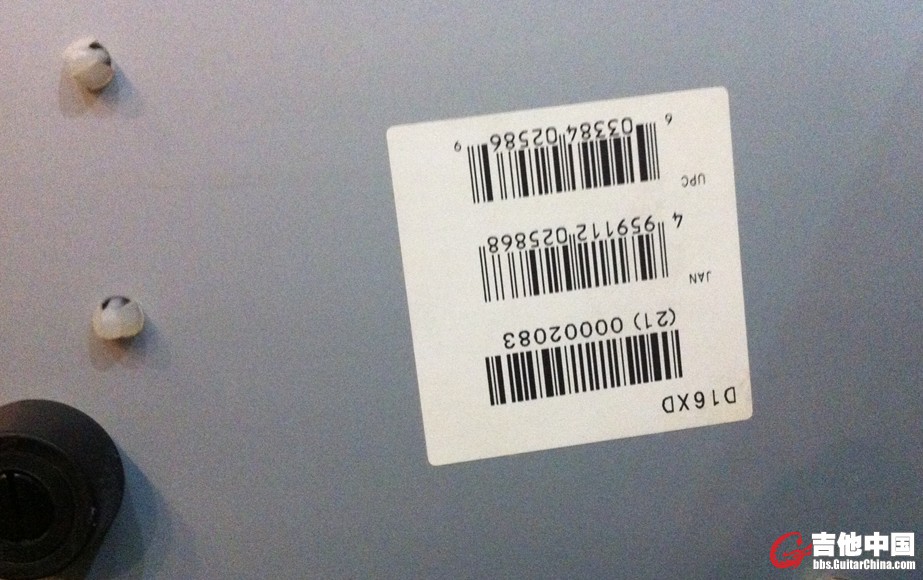 D16XD
(21) 00002083
JAN
4 959112 025868
UPC
6 03384 02586 9
吉他中国
bbs.GuitarChina.com